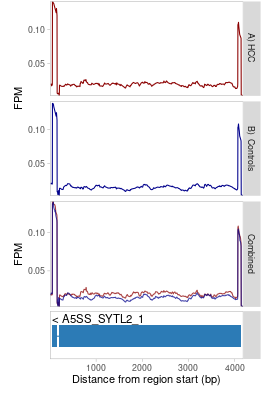 0.10
0.05
A) HCC
FPM
0.10
0.05
B) Controls
0.10
0.05
Combined
FPM
< A5SS_SYTL2_1
1000 2000 3000 4000
Distance from region start (bp)